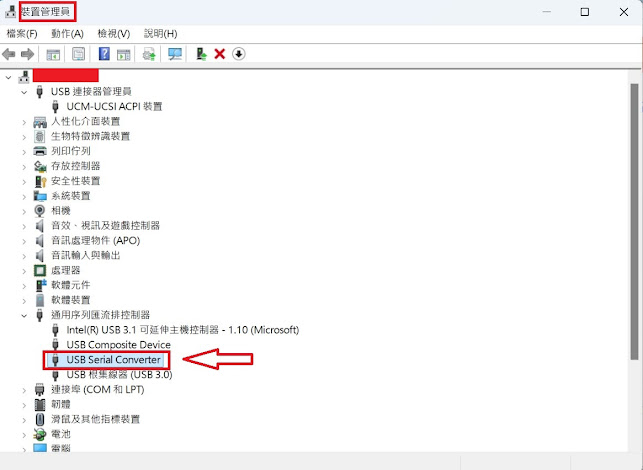 裝置管理員
檔案(F) 動作(A) 檢視(V) 說明(H)
USB 連接器管理員
UCM-UCSI ACPI 裝置
人性化介面裝置
生物特徵辨識裝置
列印佇列
存放控制器
安全性裝置
系統裝置
相機
音效、視訊及遊戲控制器
音訊處理物件 (APO)
音訊輸入與輸出
處理器
軟體元件
軟體裝置
通用序列匯流排控制器
Intel(R) USB 3.1 可延伸主機控制器 - 1.10 (Microsoft)
USB Composite Device
USB Serial Converter
USB 根集線器 (USB 3.0)
連接埠 (COM 和 LPT)
韌體
滑鼠及其他指標裝置
電池
電腦